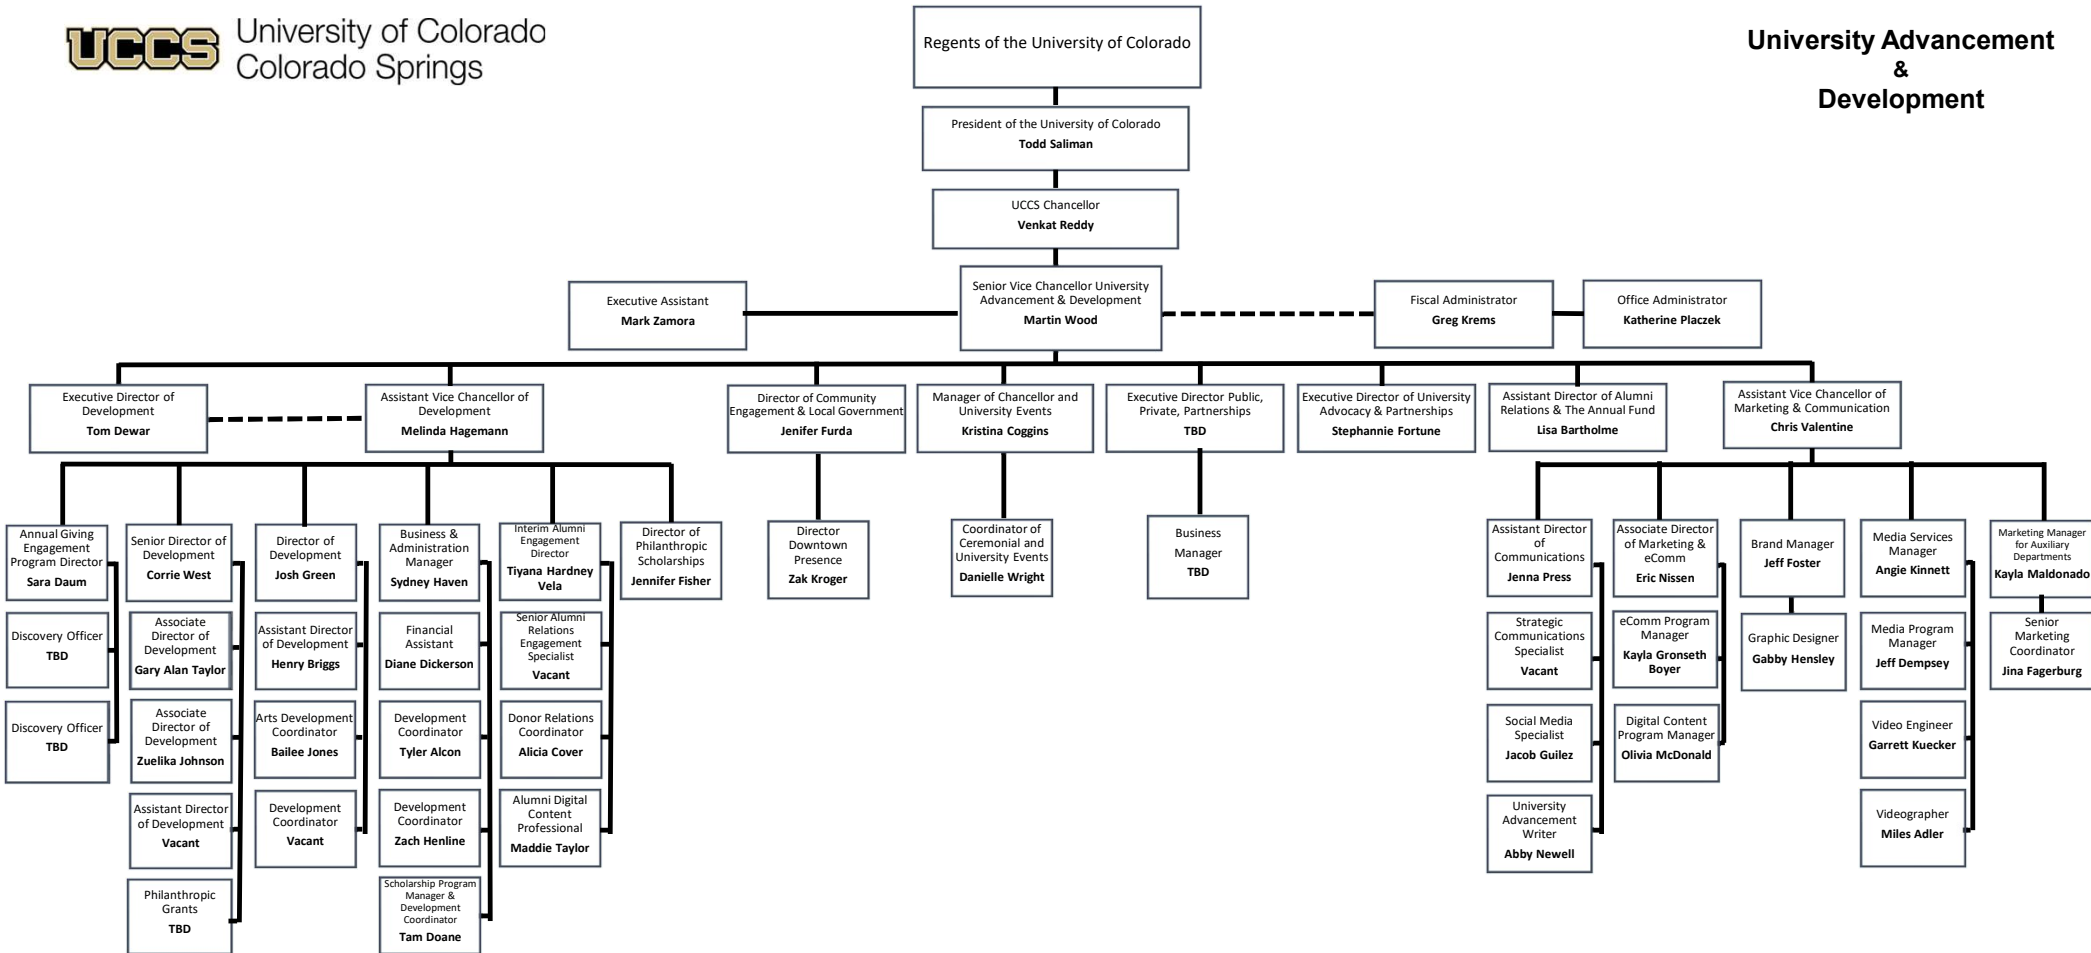 UCCS
University of Colorado
Colorado Springs
University Advancement
&
Development
Regents of the University of Colorado
President of the University of Colorado
Todd Saliman
UCCS Chancellor
Venkat Reddy
Executive Assistant
Mark Zamora
Senior Vice Chancellor University
Advancement & Development
Martin Wood
Fiscal Administrator
Greg Krems
Office Administrator
Katherine Placzek
Executive Director of
Development
Tom Dewar
Assistant Vice Chancellor of
Development
Melinda Hagemann
Director of Community
Engagement & Local Government
Jenifer Furda
Manager of Chancellor and
University Events
Kristina Coggins
Executive Director Public,
Private, Partnerships
TBD
Executive Director of University
Advocacy & Partnerships
Stephannie Fortune
Assistant Director of Alumni
Relations & The Annual Fund
Lisa Bartholme
Assistant Vice Chancellor of
Marketing & Communication
Chris Valentine
Annual Giving
Engagement
Program Director
Sara Daum
Discovery Officer
TBD
Discovery Officer
TBD
Senior Director of
Development
Corrie West
Associate
Director of
Development
Gary Alan Taylor
Associate
Director of
Development
Zuelika Johnson
Assistant Director
of Development
Vacant
Philanthropic
Grants
TBD
Director of
Development
Josh Green
Assistant Director
of Development
Henry Briggs
Arts Development
Coordinator
Bailee Jones
Development
Coordinator
Vacant
Business &
Administration
Manager
Sydney Haven
Financial
Assistant
Diane Dickerson
Development
Coordinator
Tyler Alcon
Development
Coordinator
Zach Henline
Scholarship Program
Manager &
Development
Coordinator
Tam Doane
Interim Alumni
Engagement
Director
Tiyana Hardney
Vela
Senior Alumni
Relations
Engagement
Specialist
Vacant
Donor Relations
Coordinator
Alicia Cover
Alumni Digital
Content
Professional
Maddie Taylor
Director of
Philanthropic
Scholarships
Jennifer Fisher
Director
Downtown
Presence
Zak Kroger
Coordinator of
Ceremonial and
University Events
Danielle Wright
Business
Manager
TBD
Assistant Director
of
Communications
Jenna Press
Strategic
Communications
Specialist
Vacant
Social Media
Specialist
Jacob Guilez
University
Advancement
Writer
Abby Newell
Associate Director
of Marketing &
eComm
Eric Nissen
eComm Program
Manager
Kayla Gronseth
Boyer
Digital Content
Program Manager
Olivia McDonald
Brand Manager
Jeff Foster
Graphic Designer
Gabby Hensley
Media Services
Manager
Angie Kinnett
Media Program
Manager
Jeff Dempsey
Video Engineer
Garrett Kuecker
Videographer
Miles Adler
Marketing Manager
for Auxiliary
Departments
Kayla Maldonado
Senior
Marketing
Coordinator
Jina Fagerburg